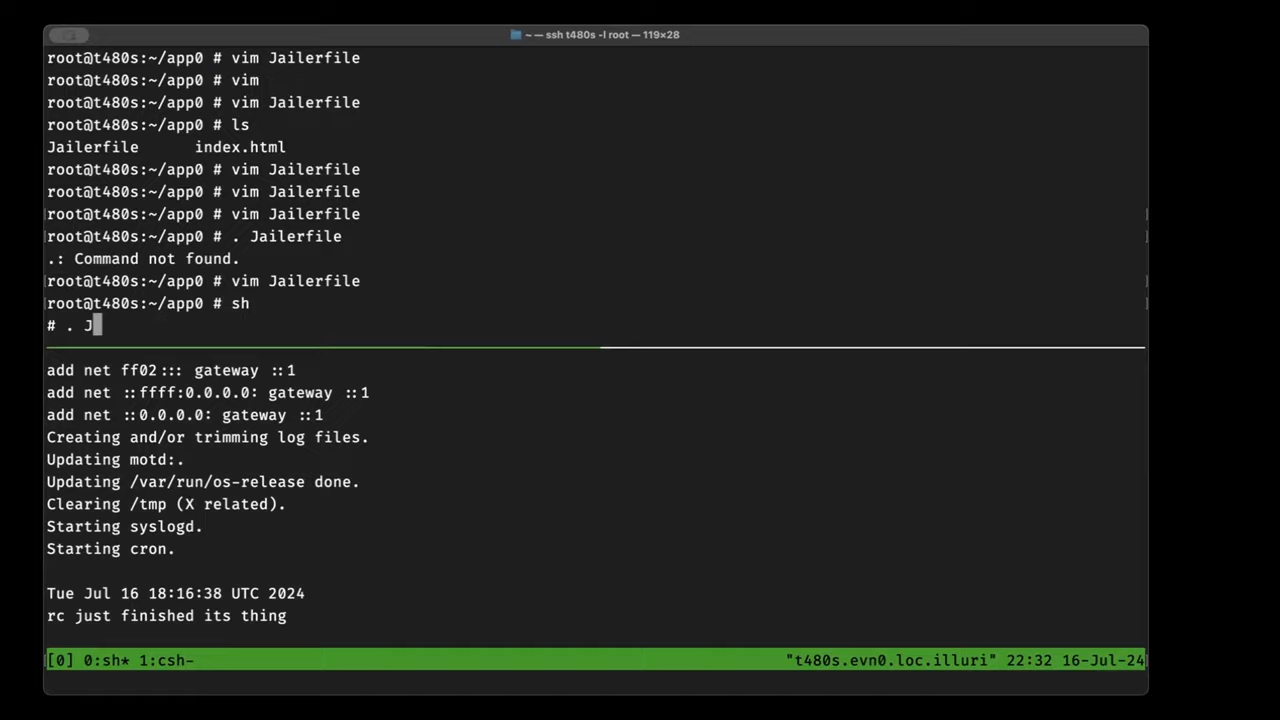 ~ — ssh t480s -l root — 119×28
root@t480s:~/app0 # vim Jailerfile
root@t480s:~/app0 # vim
root@t480s:~/app0 # vim Jailerfile
root@t480s:~/app0 # ls
Jailerfile      index.html
root@t480s:~/app0 # vim Jailerfile
root@t480s:~/app0 # vim Jailerfile
root@t480s:~/app0 # vim Jailerfile
root@t480s:~/app0 # . Jailerfile
.: Command not found.
root@t480s:~/app0 # vim Jailerfile
root@t480s:~/app0 # sh
# . J
add net ff02::: gateway ::1
add net ::ffff:0.0.0.0: gateway ::1
add net ::0.0.0.0: gateway ::1
Creating and/or trimming log files.
Updating motd:.
Updating /var/run/os-release done.
Clearing /tmp (X related).
Starting syslogd.
Starting cron.
Tue Jul 16 18:16:38 UTC 2024
rc just finished its thing
[0] 0:sh* 1:csh- "t480s.evn0.loc.illuri" 22:32 16-Jul-24